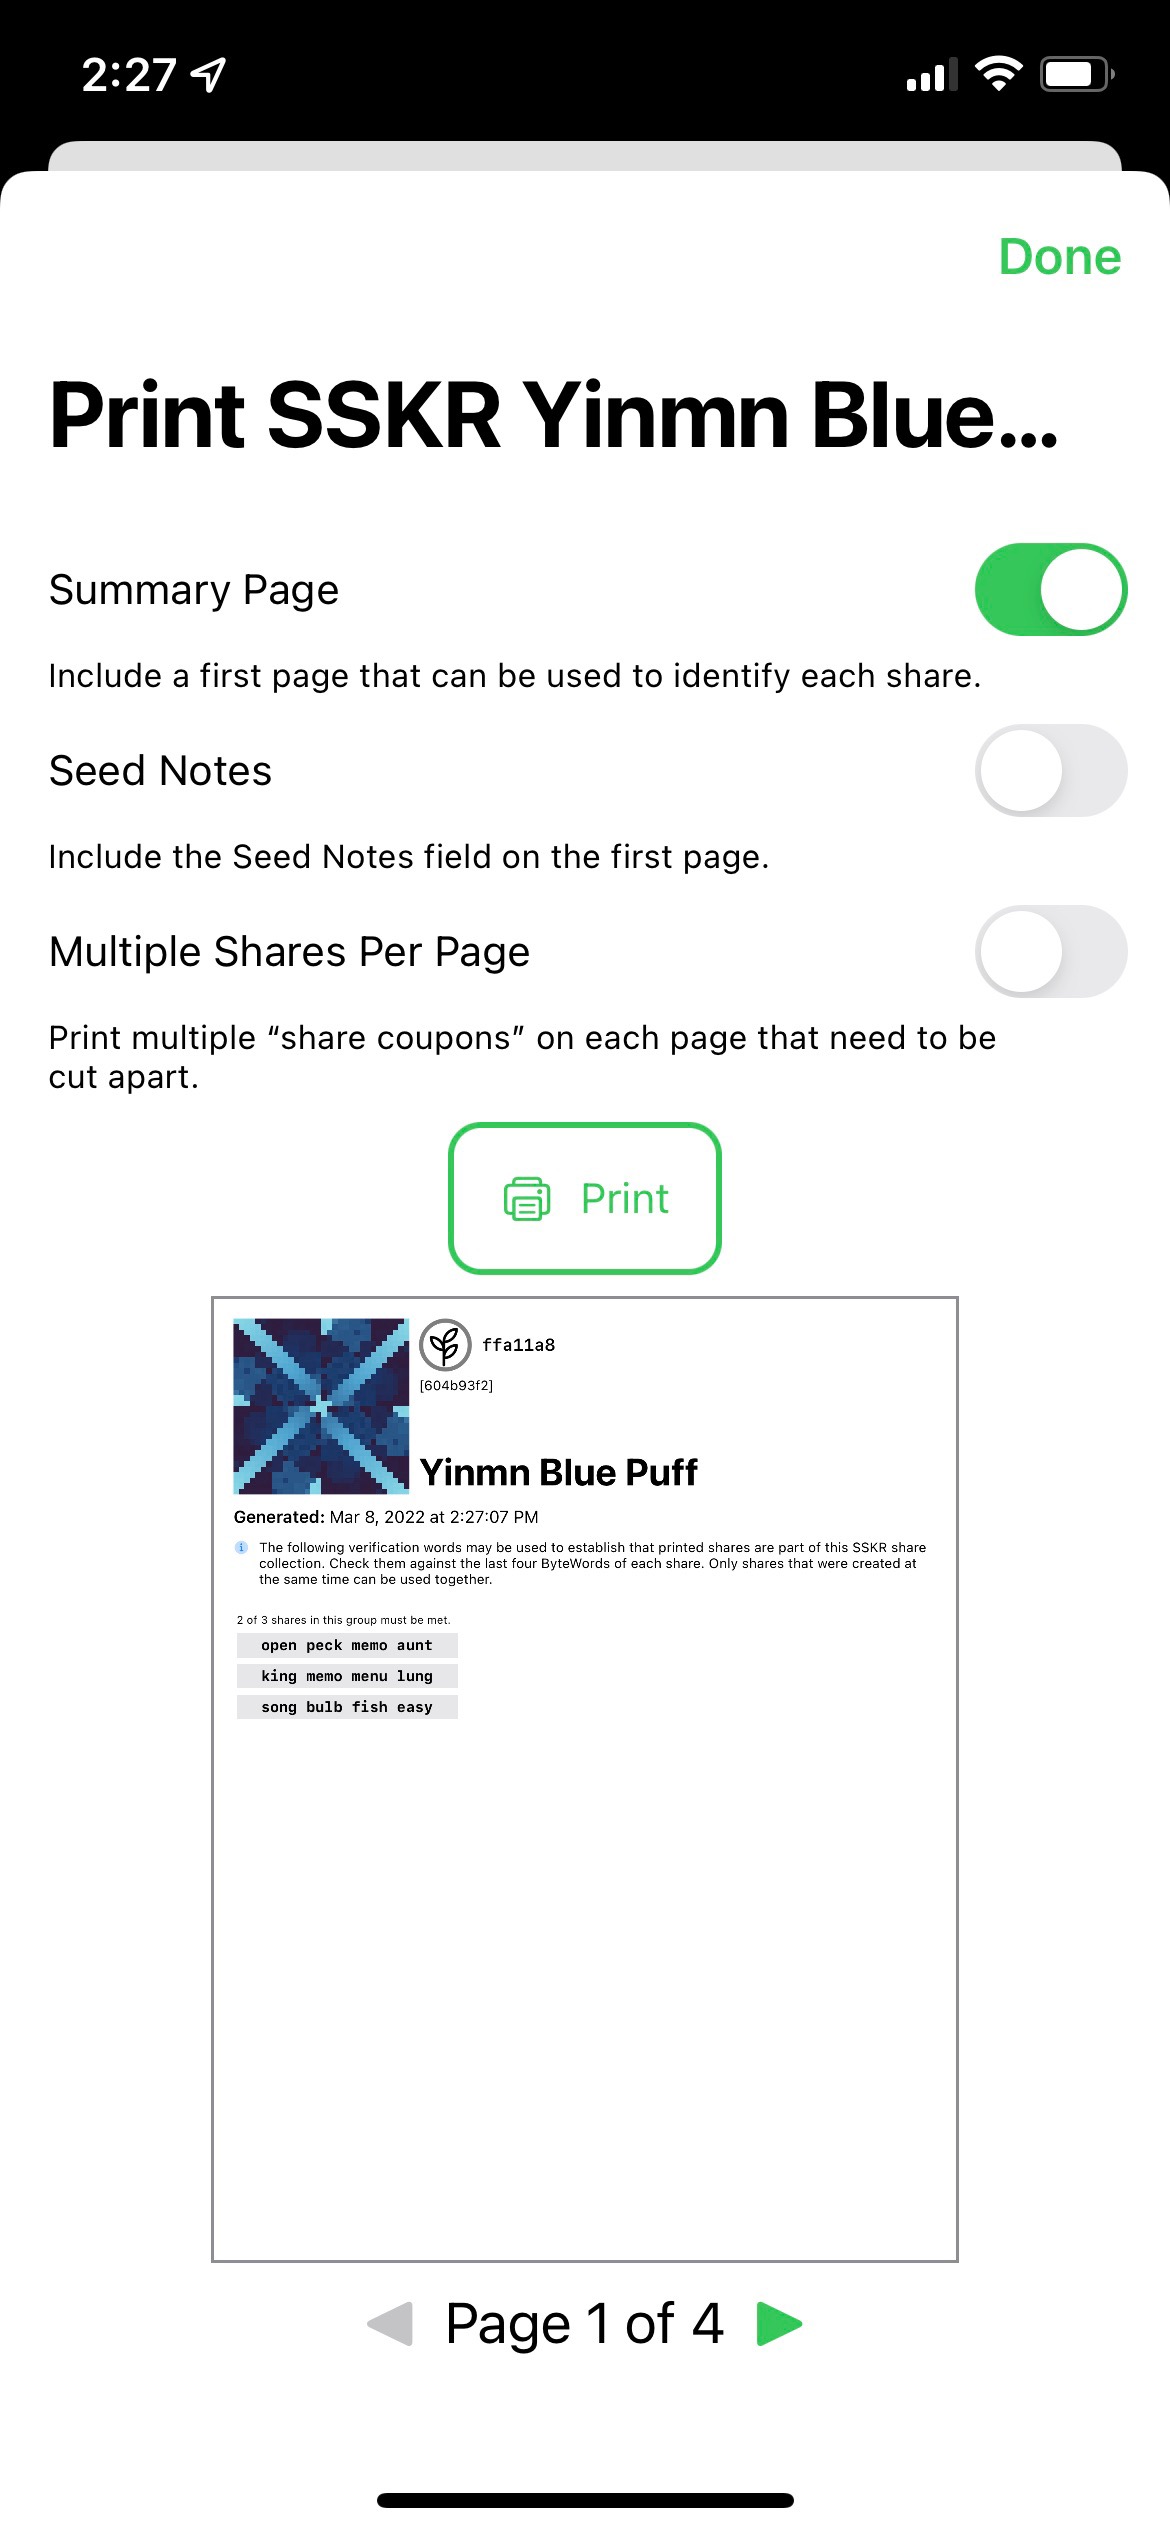 2:27
Done
Print SSKR Yinmn Blue...
Summary Page
Include a first page that can be used to identify each share.
Seed Notes
Include the Seed Notes field on the first page.
Multiple Shares Per Page
Print multiple “share coupons” on each page that need to be
cut apart.
Print
ffa11a8
[604b93f2]
Yinmn Blue Puff
Generated: Mar 8, 2022 at 2:27:07 PM
The following verification words may be used to establish that printed shares are part of this SSKR share
collection. Check them against the last four ByteWords of each share. Only shares that were created at
the same time can be used together.
2 of 3 shares in this group must be met.
open peck memo aunt
king memo menu lung
song bulb fish easy
Page 1 of 4